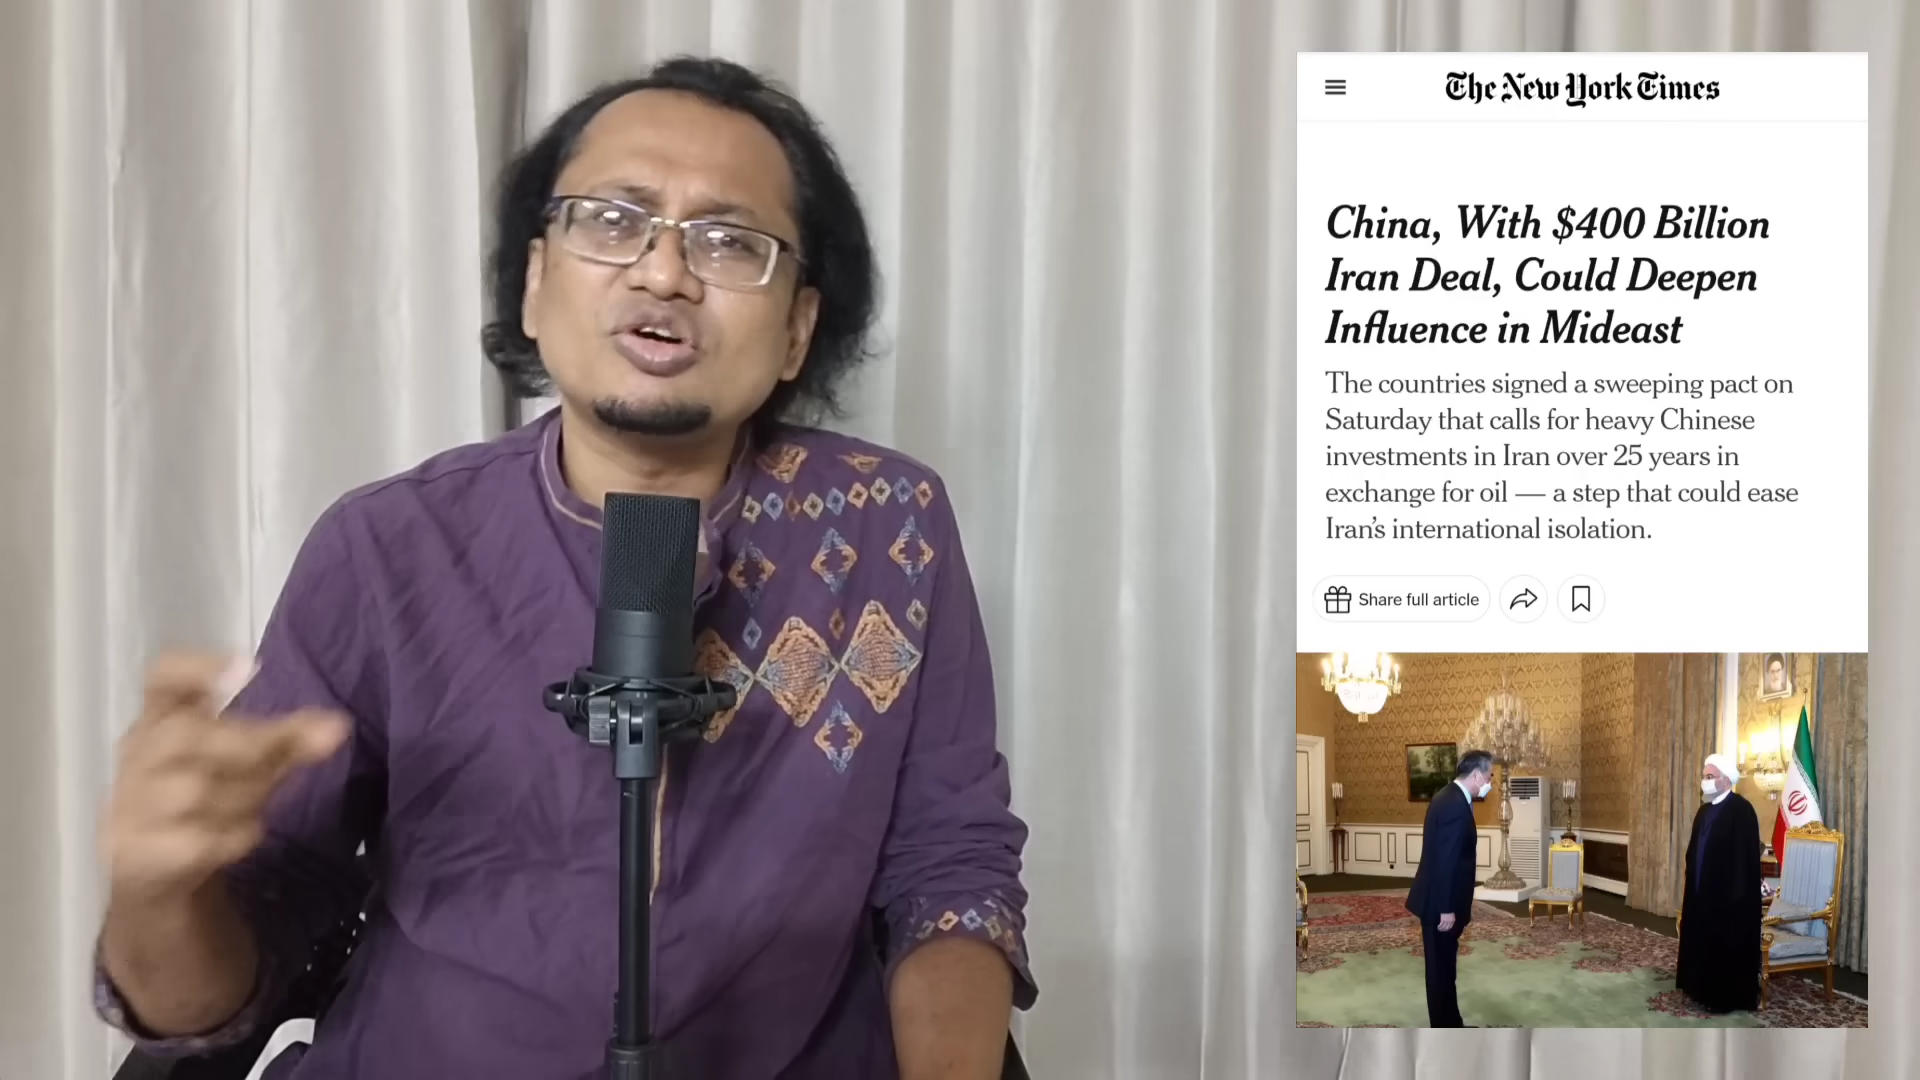 The New York Times
China, With $400 Billion
Iran Deal, Could Deepen
Influence in Mideast
The countries signed a sweeping pact on
Saturday that calls for heavy Chinese
investments in Iran over 25 years in
exchange for oil — a step that could ease
Iran's international isolation.
Share full article